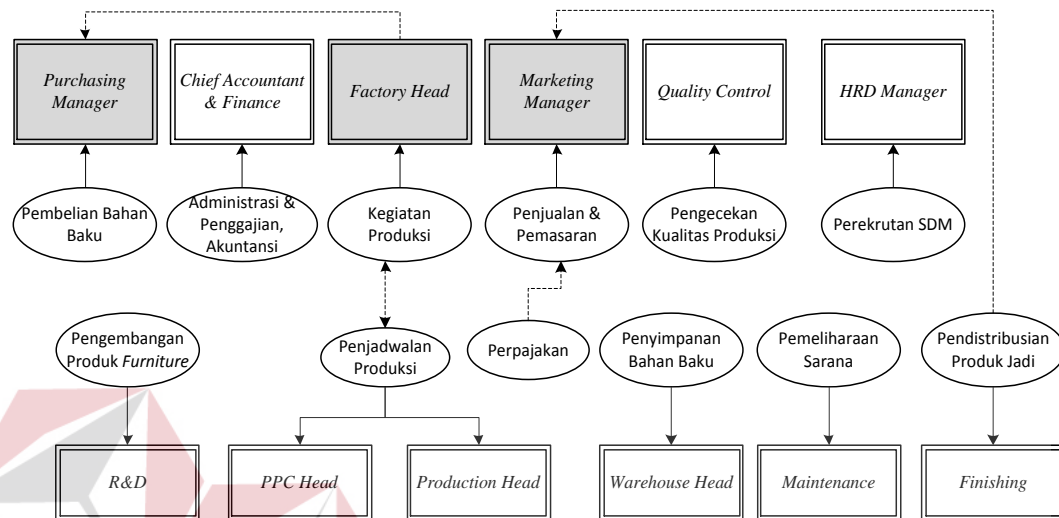 Purchasing
Manager
Chief Accountant
& Finance
Factory Head
Marketing
Manager
Quality Control
HRD Manager
Pembelian Bahan
Baku
Administrasi &
Penggajian,
Akuntansi
Kegiatan
Produksi
Penjualan &
Pemasaran
Pengecekan
Kualitas Produksi
Perekrutan SDM
Pengembangan
Produk Furniture
Penjadwalan
Produksi
Perpajakan
Penyimpanan
Bahan Baku
Pemeliharaan
Sarana
Pendistribusian
Produk Jadi
R&D
PPC Head
Production Head
Warehouse Head
Maintenance
Finishing